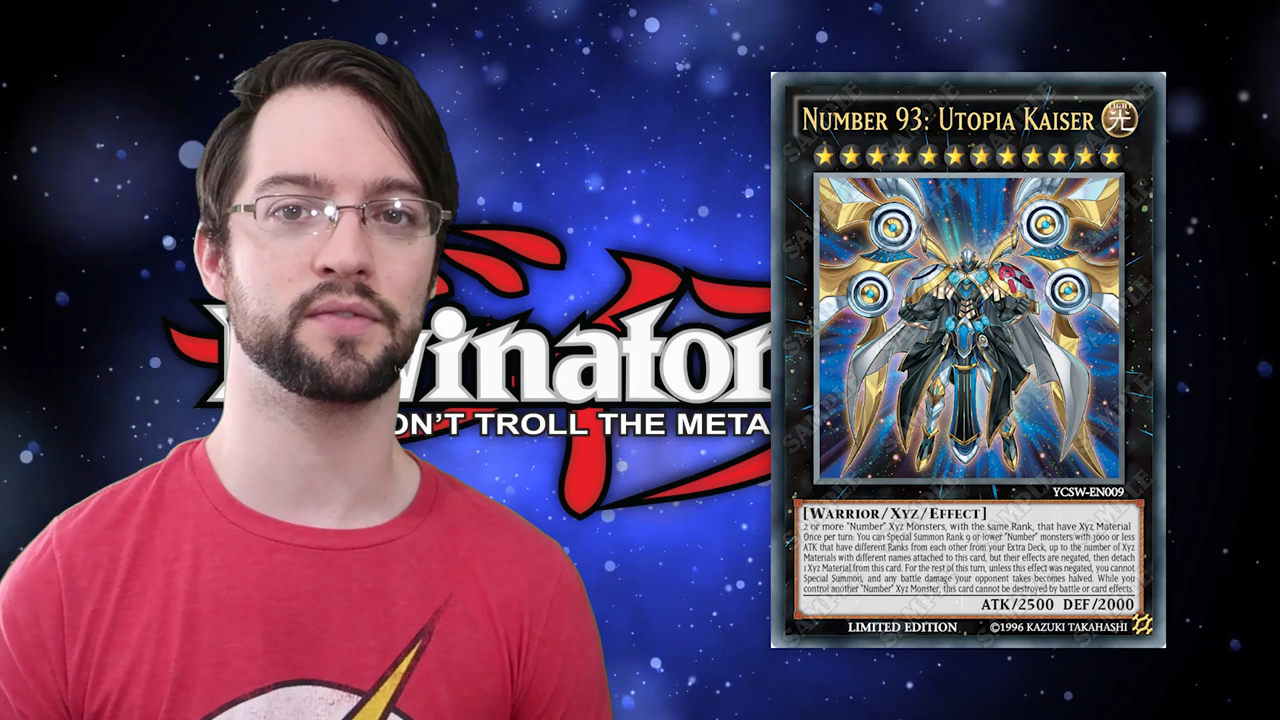 NUMBER 93: UTOPIA KAISER
LIGHT
光
vinator
ON'T TROLL THE META
YCSW-EN009
[WARRIOR/XYZ/EFFECT]
2 or more "Number" Xyz Monsters, with the same Rank, that have Xyz Material
Once per turn: You can Special Summon Rank 9 or lower "Number" monsters with 3000 or less
ATK that have different Ranks from each other from your Extra Deck, up to the number of Xyz
Materials with different names attached to this card, but their effects are negated, then detach
1 Xyz Material from this card. For the rest of this turn, unless this effect was negated, you cannot
Special Summon, and any battle damage your opponent takes becomes halved. While you
control another "Number" Xyz Monster, this card cannot be destroyed by battle or card effects.
ATK/2500 DEF/2000
LIMITED EDITION
©1996 KAZUKI TAKAHASHI
SAMPLE